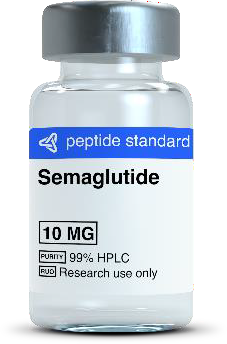 peptide standard
Semaglutide
10 MG
PURITY 99% HPLC
RUO Research use only